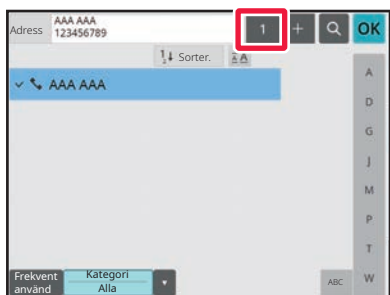 Adress
AAA AAA
123456789
1
+
OK
Sorter.
AAA AAA
A
D
G
J
M
P
T
W
Frekvent
använd
Kategori
Alla
ABC